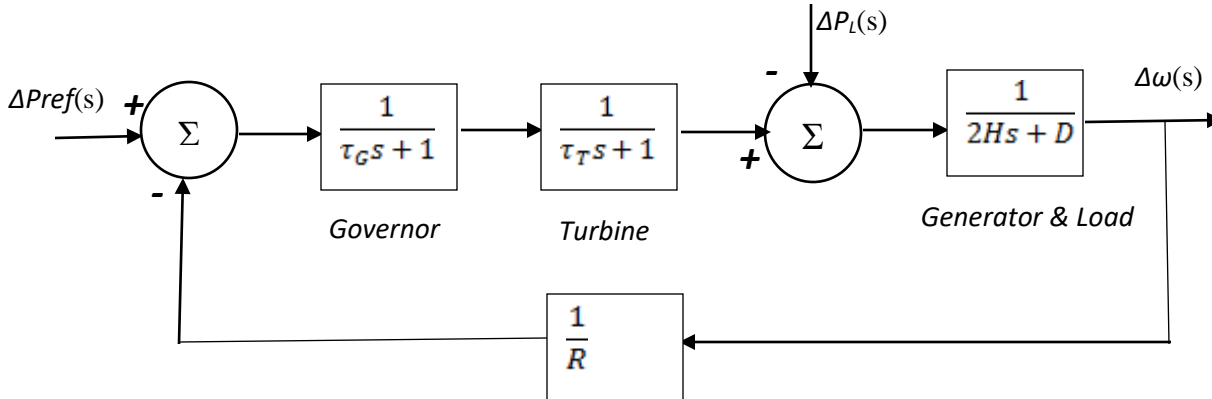 ΔP_L(s)
-
ΔPref(s)
+
Σ
-
1
τ_G s + 1
Governor
1
τ_T s + 1
Turbine
+
Σ
1
2Hs + D
Generator & Load
Δω(s)
1
R